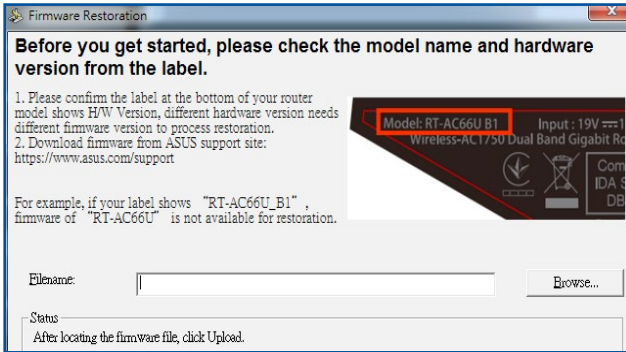 Firmware Restoration
Before you get started, please check the model name and hardware
version from the label.
1. Please confirm the label at the bottom of your router
model shows H/W Version, different hardware version needs
different firmware version to process restoration.
2. Download firmware from ASUS support site:
https://www.asus.com/support
For example, if your label shows “RT-AC66U_B1”,
firmware of “RT-AC66U” is not available for restoration.
Model: RT-AC66U B1 Input : 19V
Wireless-AC1750 Dual Band Gigabit
IDA
DB
Filename:
Browse...
Status
After locating the firmware file, click Upload.